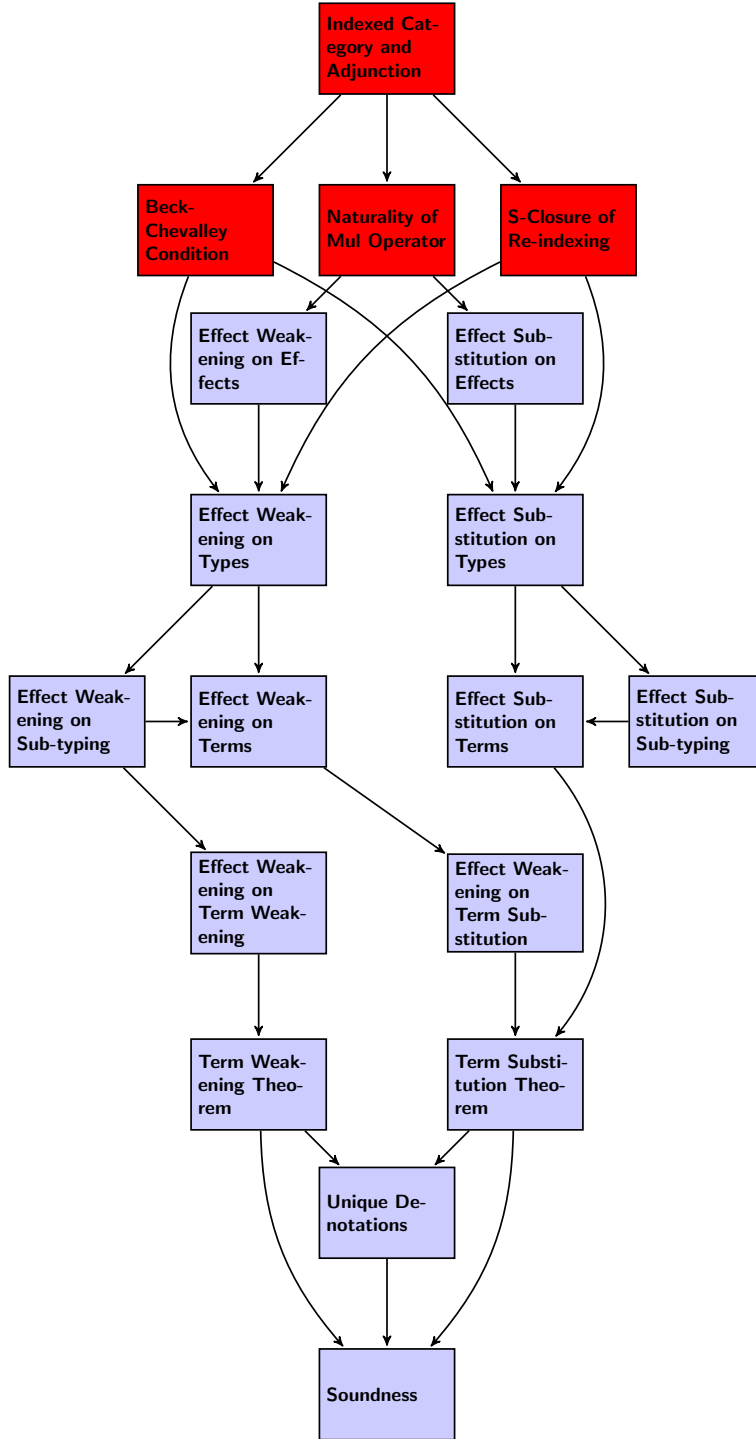 Indexed Cat-
egory and
Adjunction
Beck-
Chevalley
Condition
Naturality of
Mul Operator
S-Closure of
Re-indexing
Effect Weak-
ening on Ef-
fects
Effect Sub-
stitution on
Effects
Effect Weak-
ening on
Types
Effect Sub-
stitution on
Types
Effect Weak-
ening on
Sub-typing
Effect Weak-
ening on
Terms
Effect Sub-
stitution on
Terms
Effect Sub-
stitution on
Sub-typing
Effect Weak-
ening on
Term Weak-
ening
Effect Weak-
ening on
Term Sub-
stitution
Term Weak-
ening Theo-
rem
Term Substi-
tution Theo-
rem
Unique De-
notations
Soundness